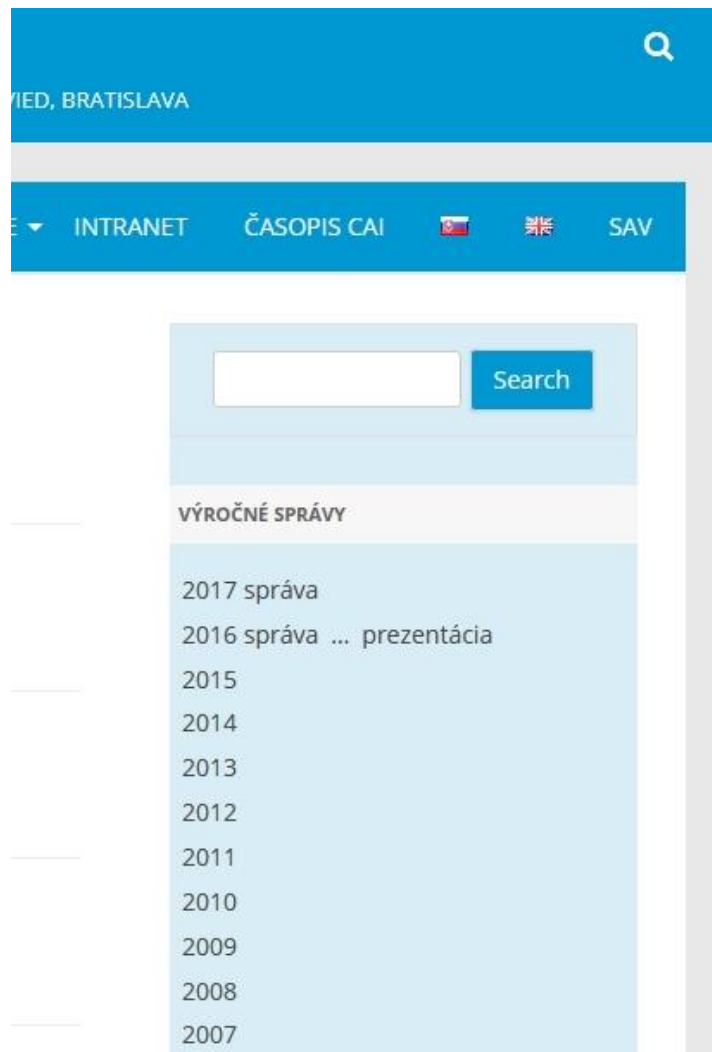 BRATISLAVA
INTRANET ČASOPIS CAI SAV
Search
VÝROČNÉ SPRÁVY
2017 správa
2016 správa ... prezentácia
2015
2014
2013
2012
2011
2010
2009
2008
2007